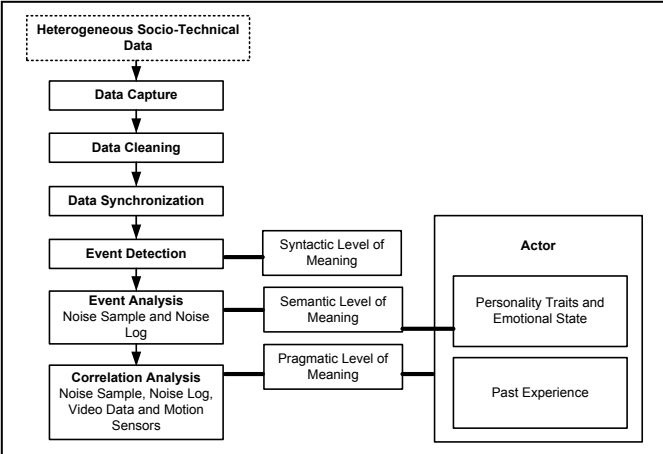 Heterogeneous Socio-Technical
Data
Data Capture
Data Cleaning
Data Synchronization
Event Detection
Syntactic Level of
Meaning
Event Analysis
Noise Sample and Noise
Log
Semantic Level of
Meaning
Correlation Analysis
Noise Sample, Noise Log,
Video Data and Motion
Sensors
Pragmatic Level of
Meaning
Actor
Personality Traits and
Emotional State
Past Experience